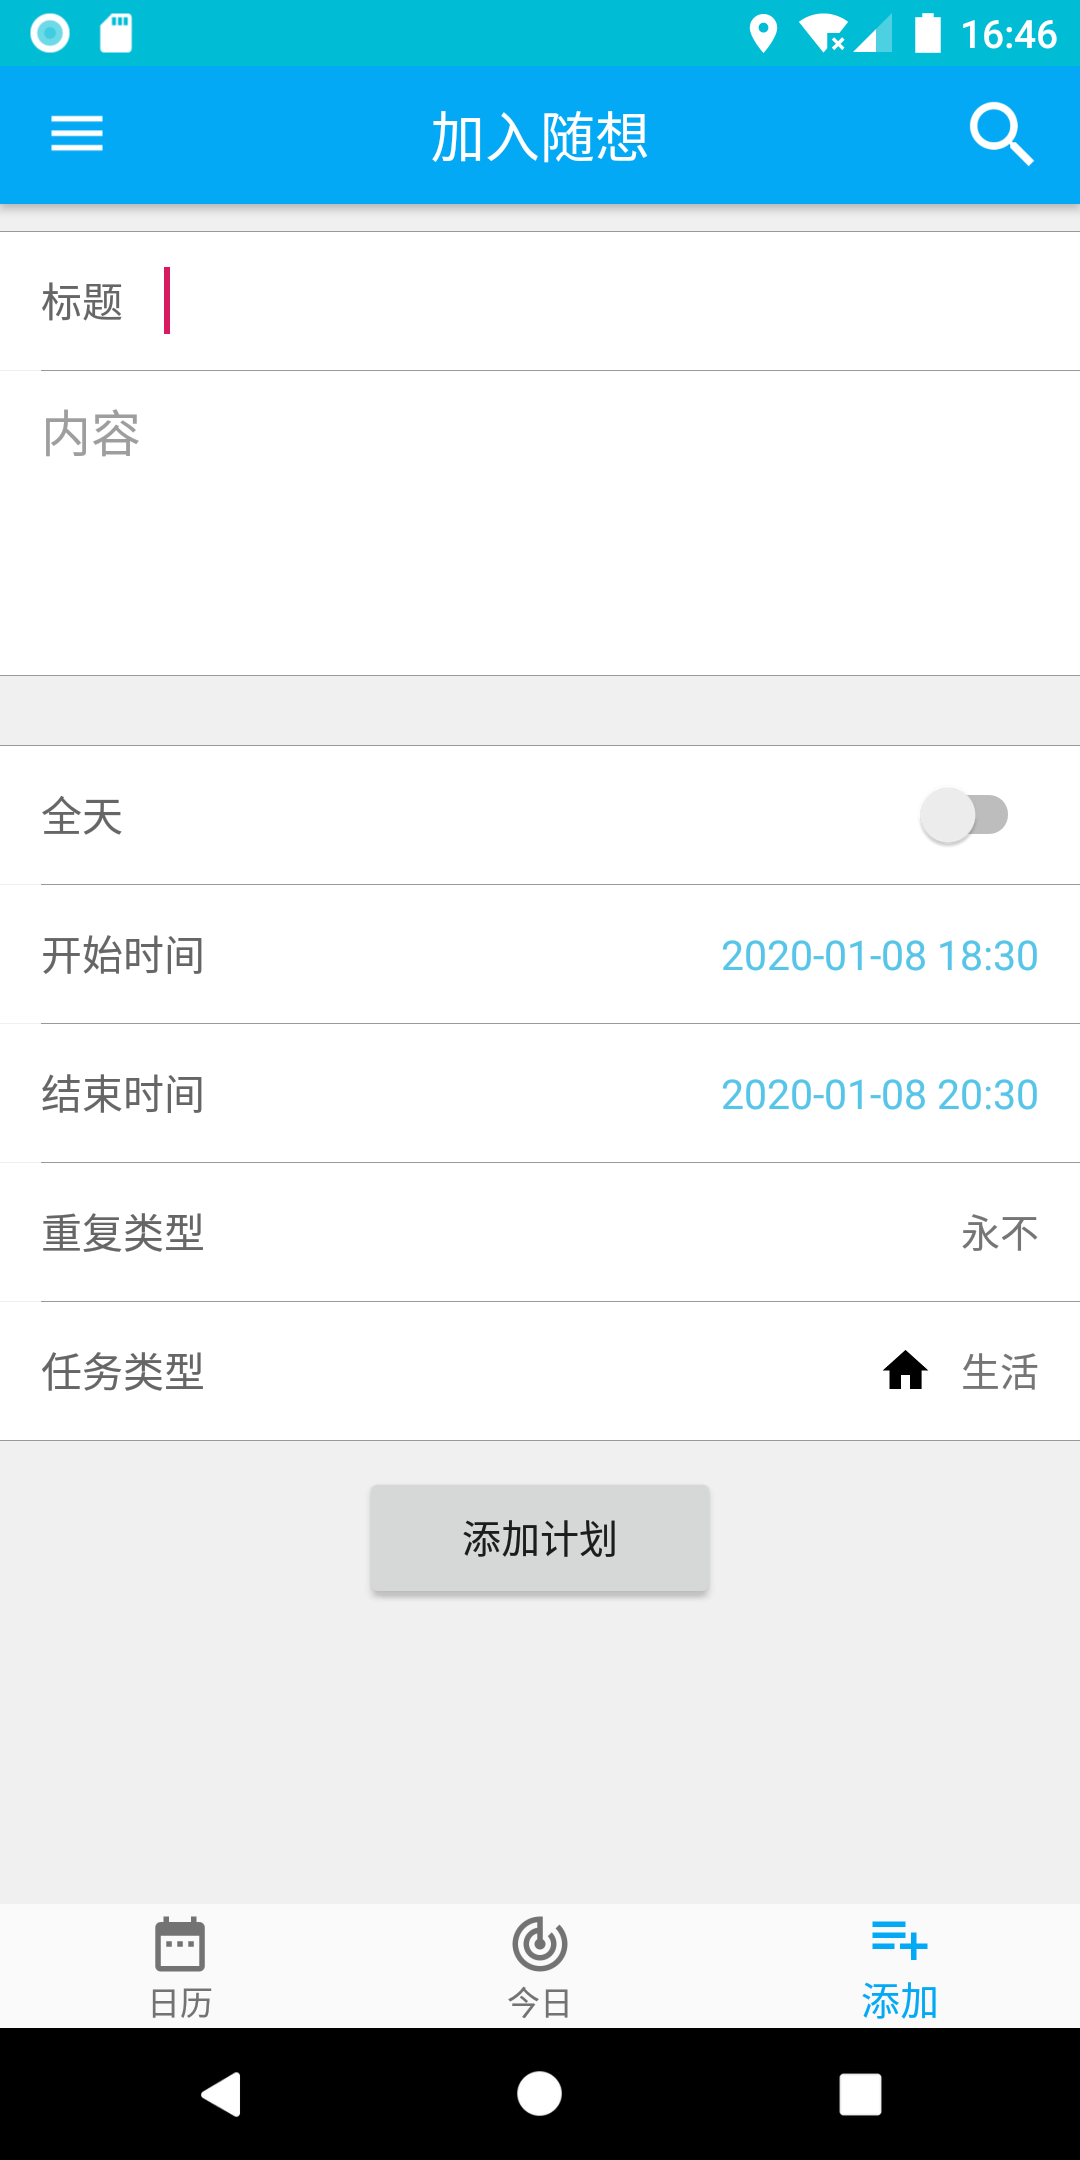 16:46
加入随想
标题
内容
全天
开始时间 2020-01-08 18:30
结束时间 2020-01-08 20:30
重复类型 永不
任务类型 生活
添加计划
日历 今日 添加